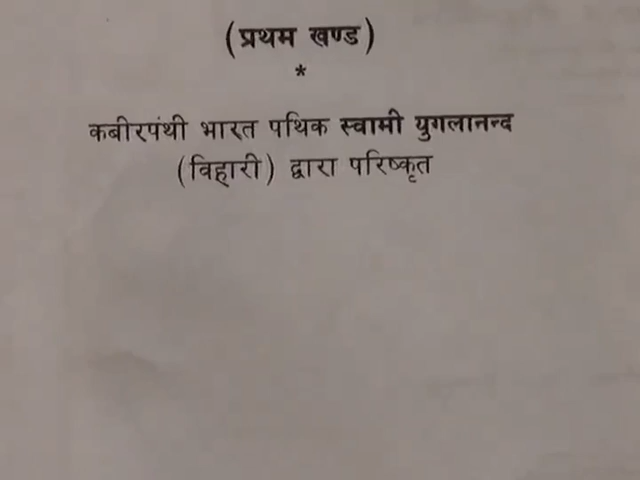 (प्रथम खण्ड)
*
कबीरपंथी भारत पथिक स्वामी युगलानन्द
(विहारी) द्वारा परिष्कृत